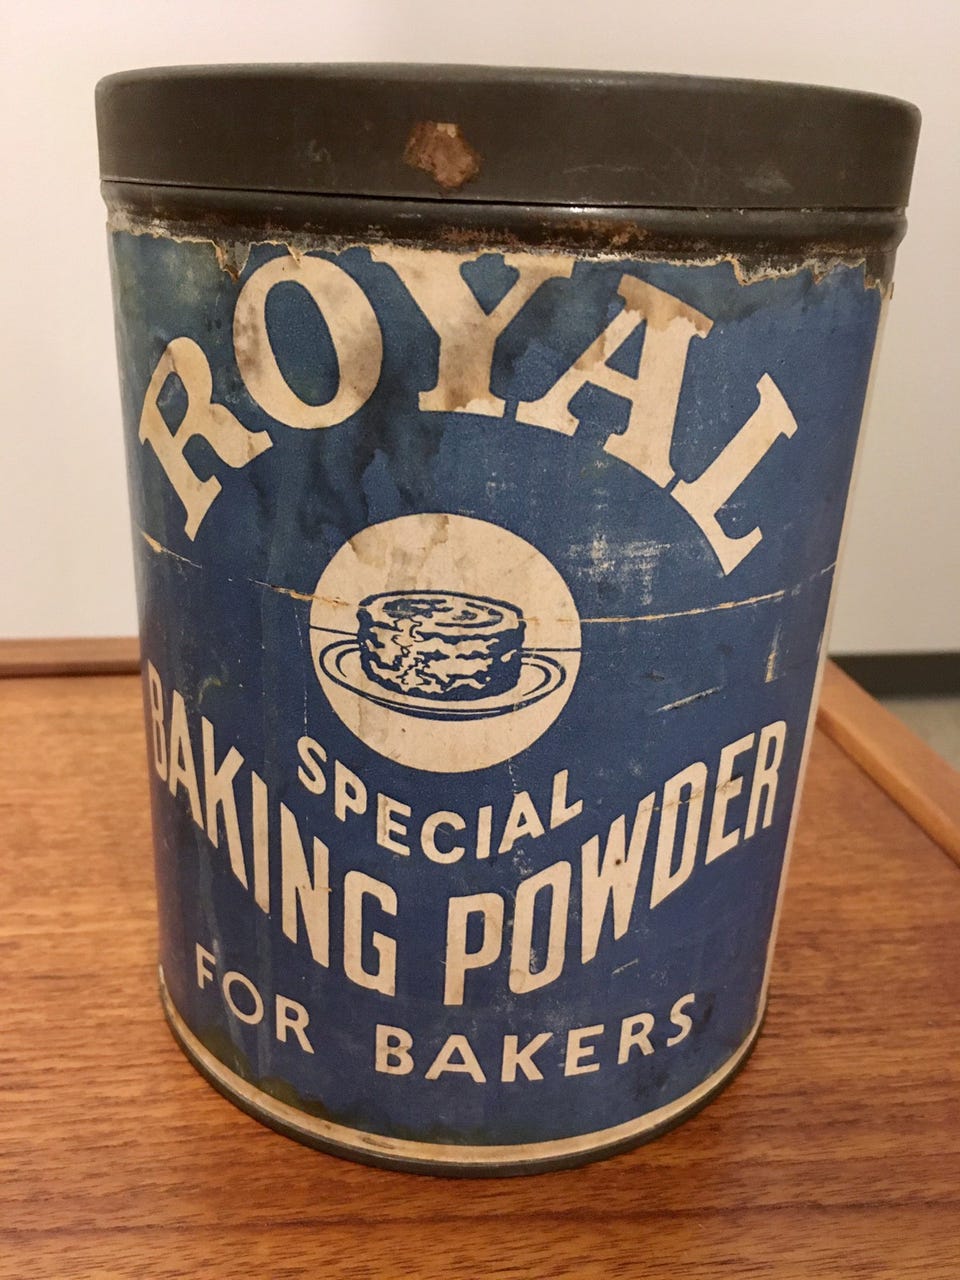 ROYAL
SPECIAL
BAKING POWDER
FOR BAKERS